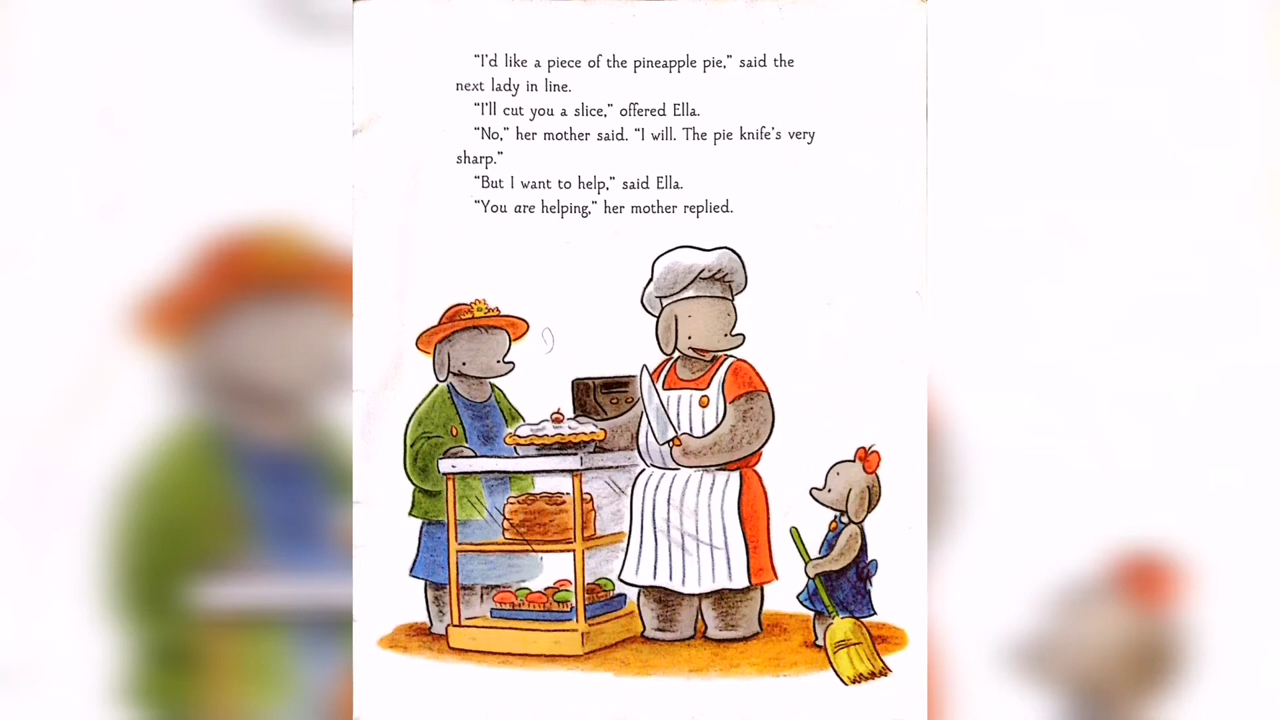 “I’d like a piece of the pineapple pie,” said the
next lady in line.
“I’ll cut you a slice,” offered Ella.
“No,” her mother said. “I will. The pie knife’s very
sharp.”
“But I want to help,” said Ella.
“You are helping,” her mother replied.